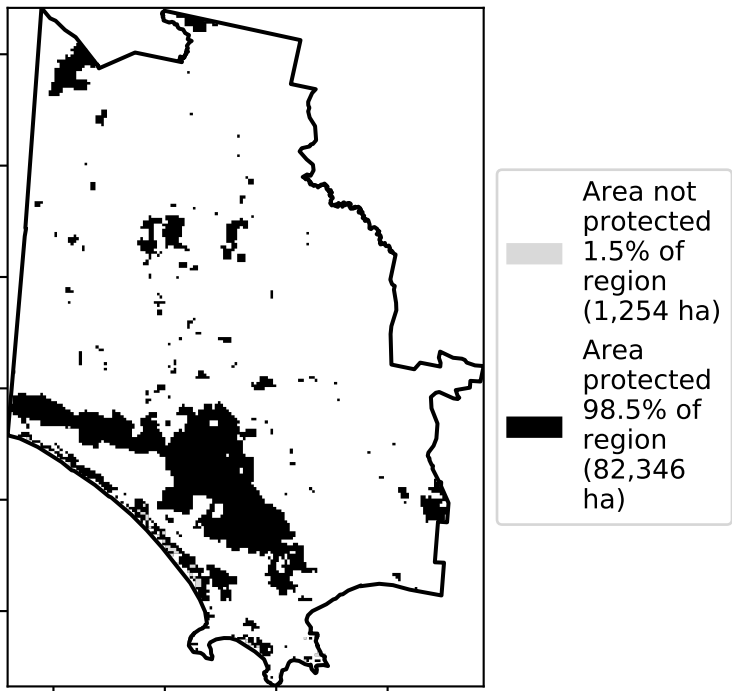 Area not
protected
1.5% of
region
(1,254 ha)
Area
protected
98.5% of
region
(82,346
ha)